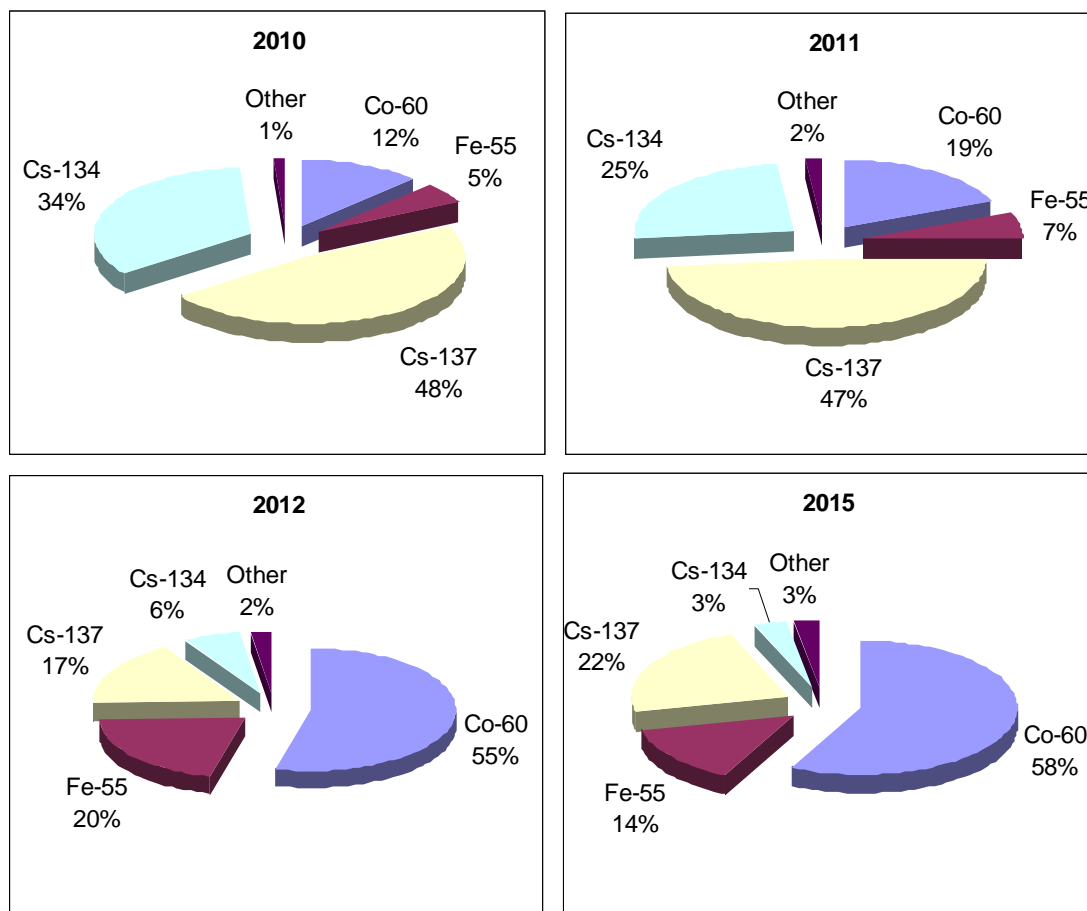 2010
Other
1%
Co-60
12%
Fe-55
5%
Cs-134
34%
Cs-137
48%
2011
Other
2%
Co-60
19%
Cs-134
25%
Fe-55
7%
Cs-137
47%
2012
Cs-134
6%
Other
2%
Cs-137
17%
Co-60
55%
Fe-55
20%
2015
Cs-134
3%
Other
3%
Cs-137
22%
Co-60
58%
Fe-55
14%